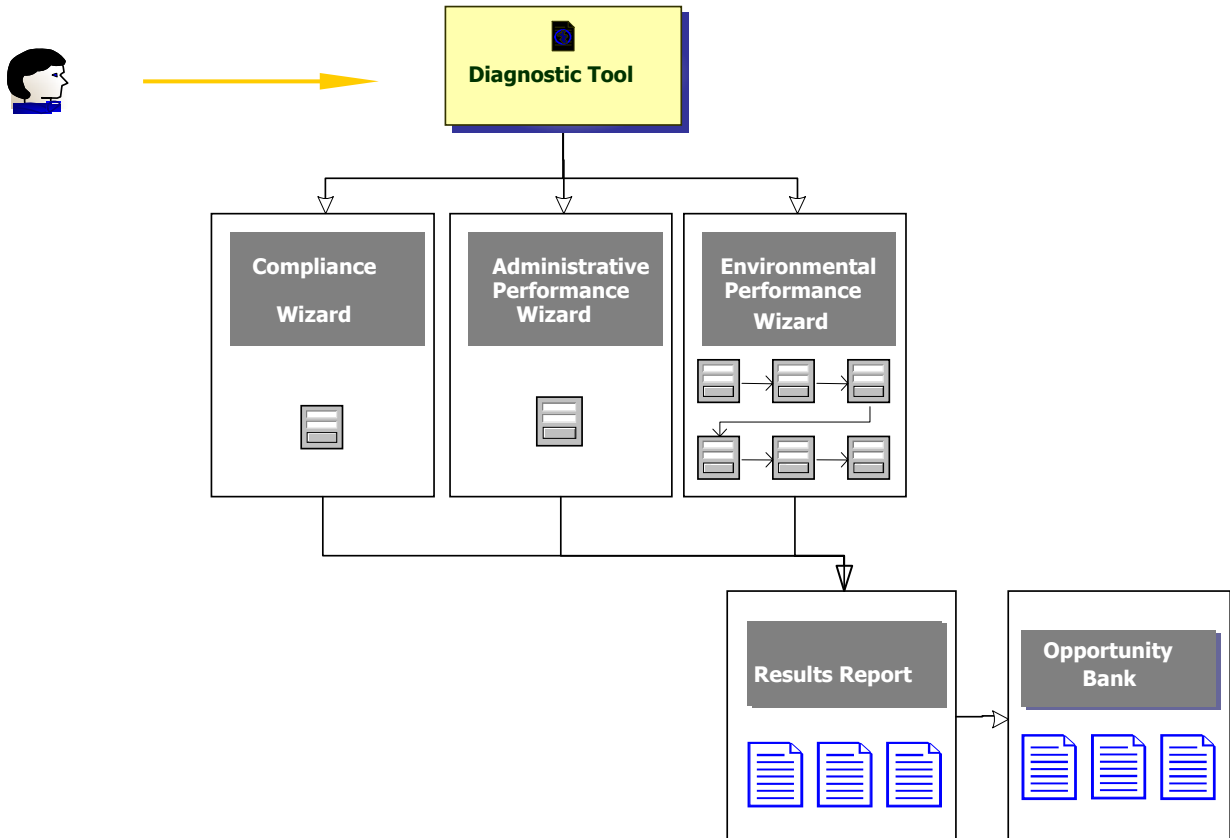 Diagnostic Tool
Compliance
Wizard
Administrative
Performance
Wizard
Environmental
Performance
Wizard
Results Report
Opportunity
Bank